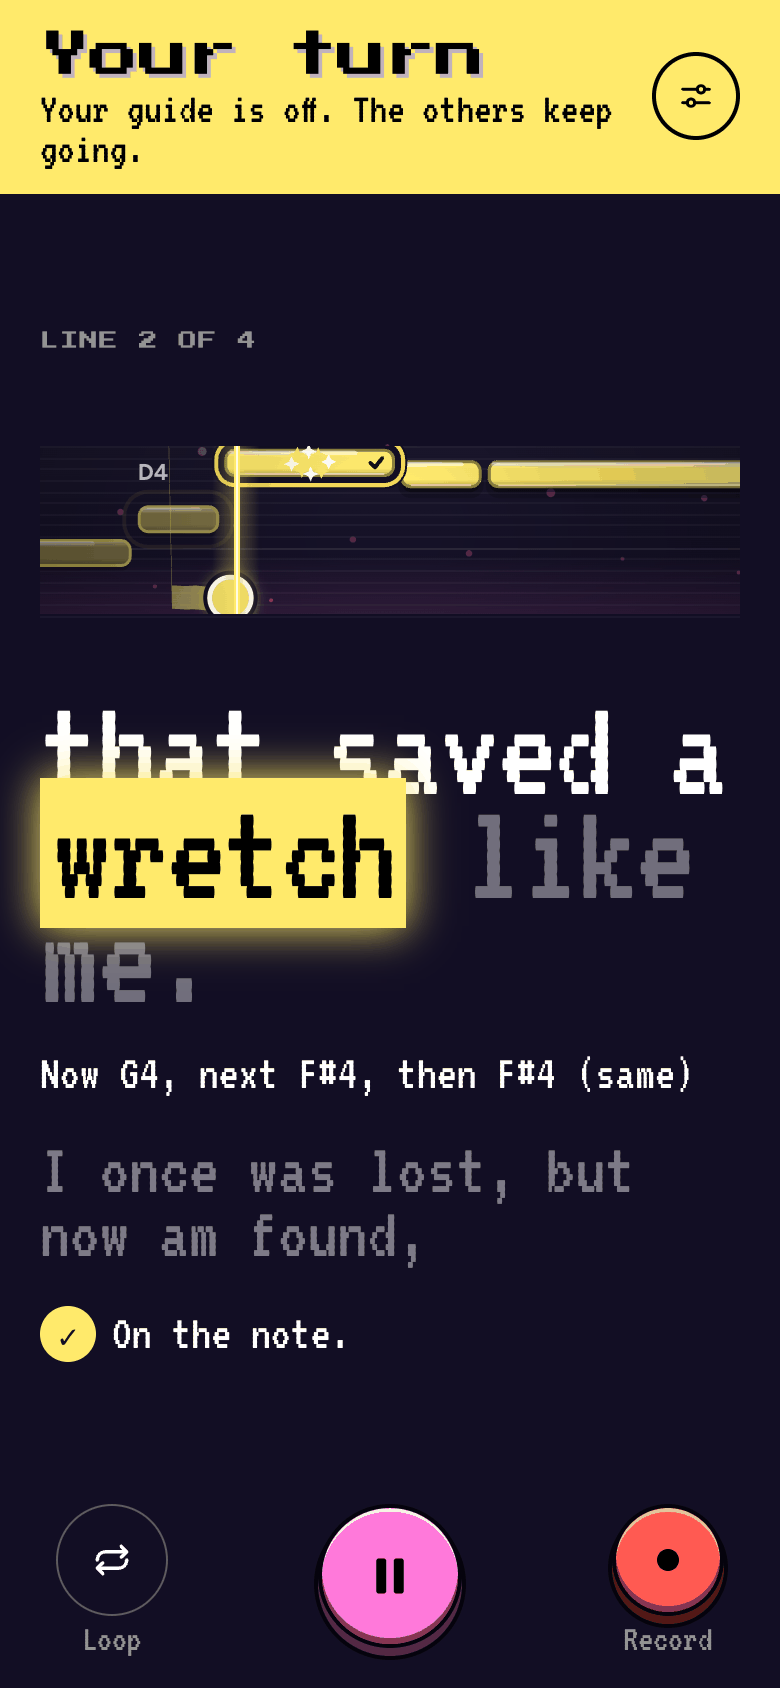 Your turn
Your guide is off. The others keep
going.
LINE 2 OF 4
D4
that saved a
wretch like
me.
Now G4, next F#4, then F#4 (same)
I once was lost, but
now am found,
✓ On the note.
Loop
Record